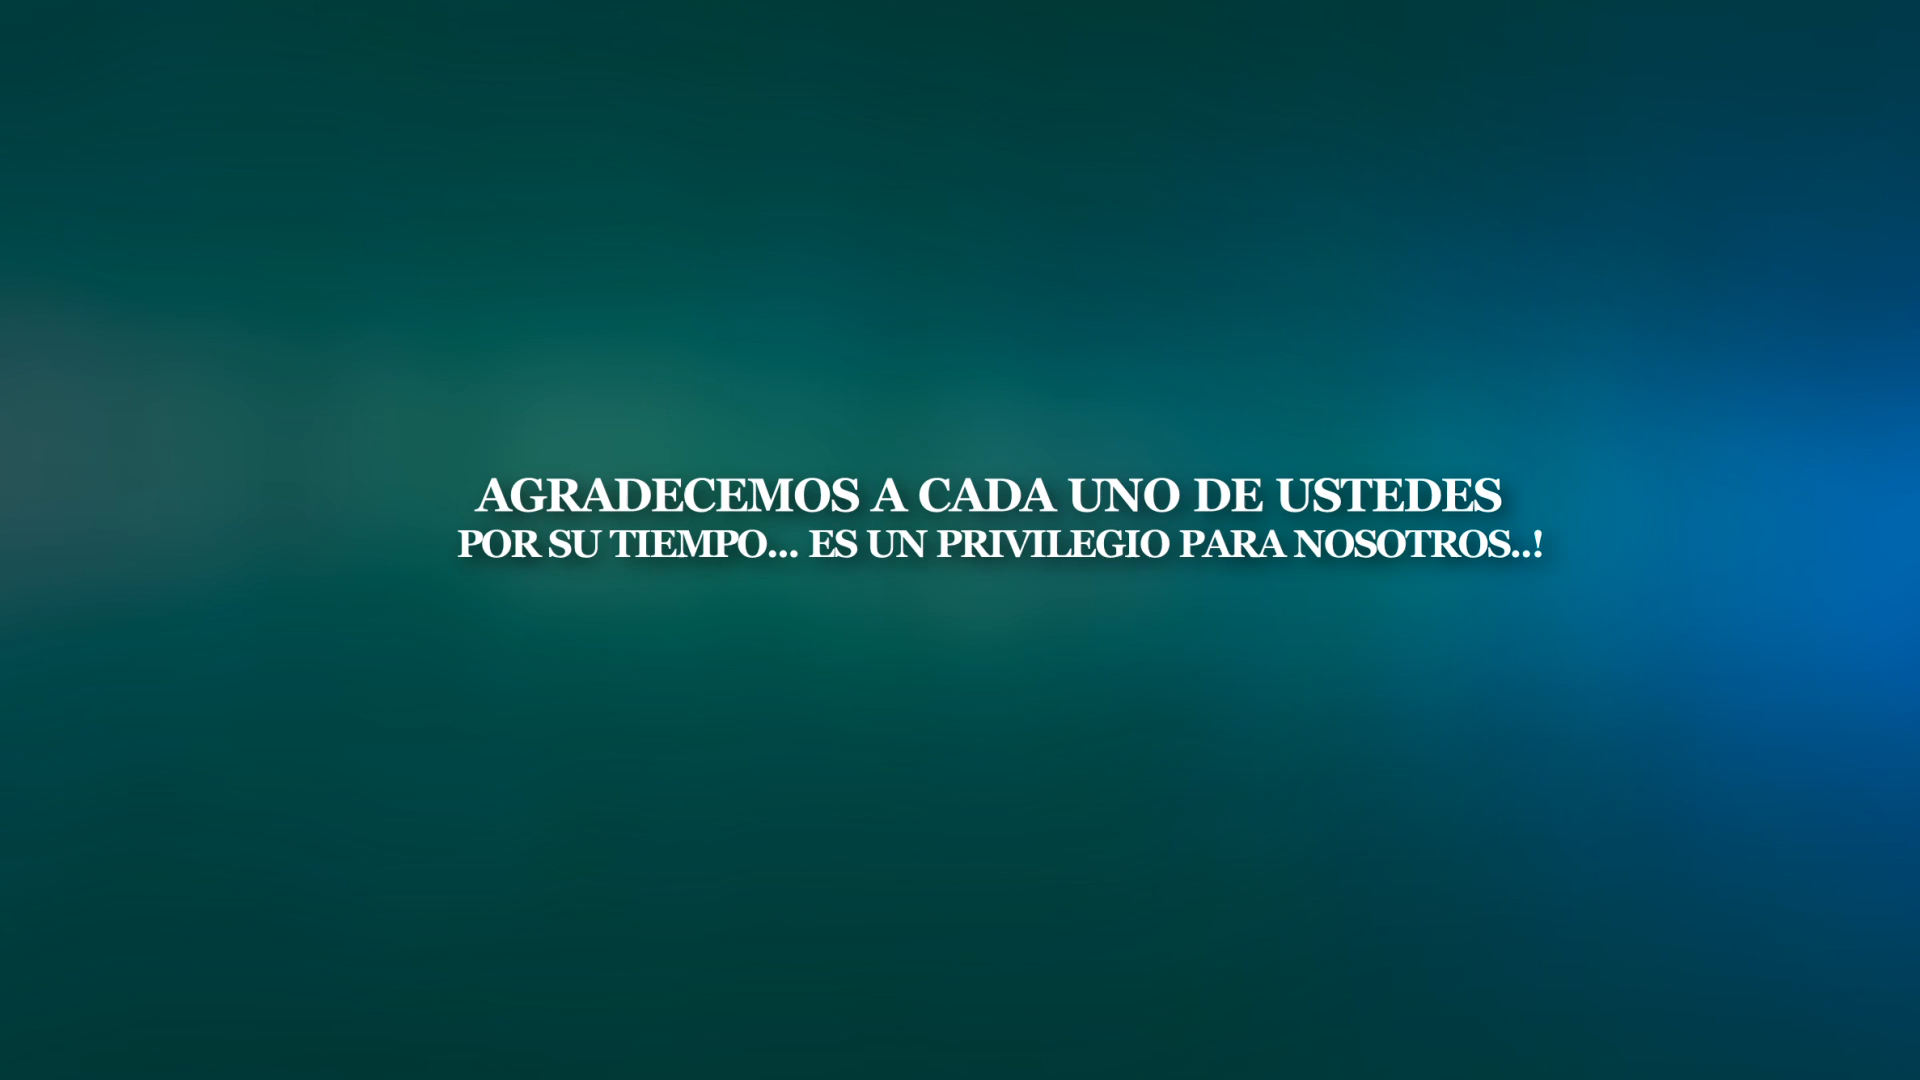 AGRADECEMOS A CADA UNO DE USTEDES
POR SU TIEMPO... ES UN PRIVILEGIO PARA NOSOTROS..!